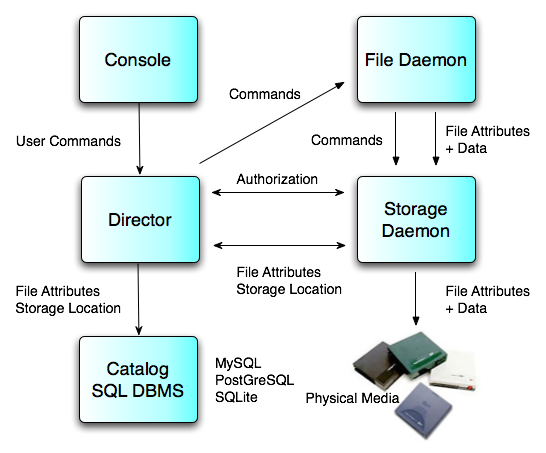 Console
File Daemon
Commands
User Commands
Commands
File Attributes
+ Data
Authorization
Director
Storage
Daemon
File Attributes
Storage Location
File Attributes
Storage Location
File Attributes
+ Data
Catalog
SQL DBMS
MySQL
PostGreSQL
SQLite
Physical Media